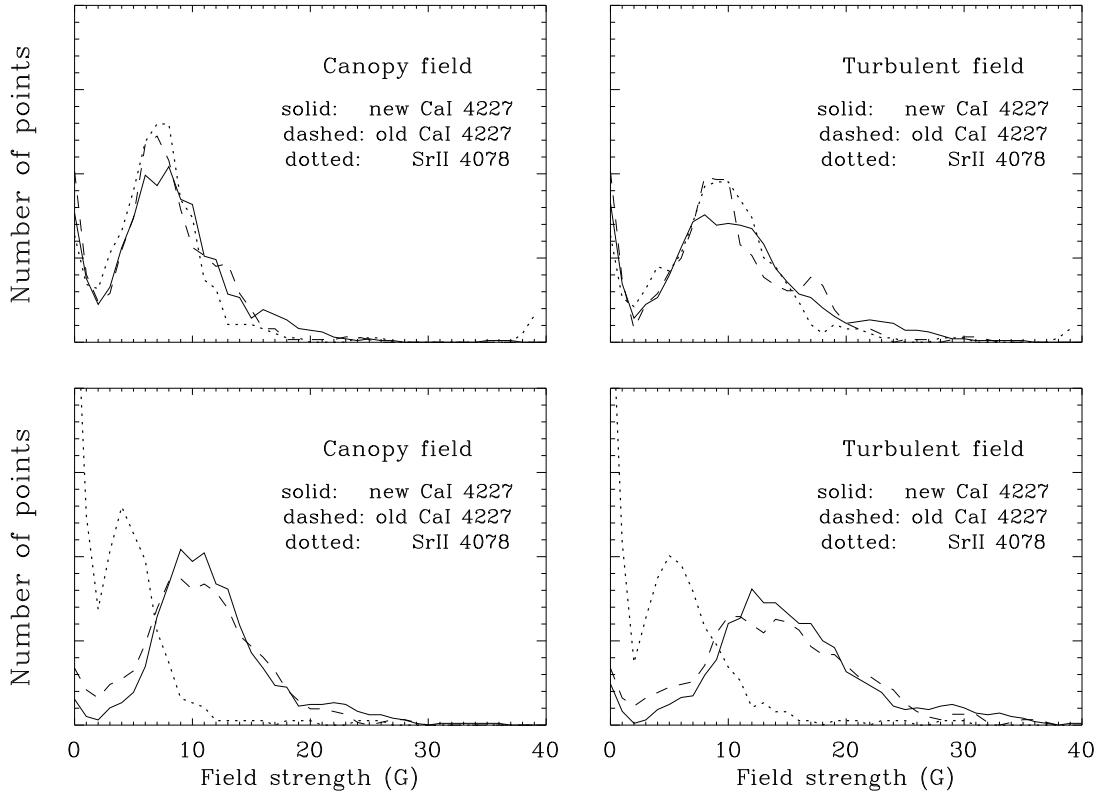 Number of points
Canopy field
solid: new CaI 4227
dashed: old CaI 4227
dotted: SrII 4078
Turbulent field
solid: new CaI 4227
dashed: old CaI 4227
dotted: SrII 4078
Number of points
Canopy field
solid: new CaI 4227
dashed: old CaI 4227
dotted: SrII 4078
0 10 20 30 40
Field strength (G)
Turbulent field
solid: new CaI 4227
dashed: old CaI 4227
dotted: SrII 4078
0 10 20 30 40
Field strength (G)